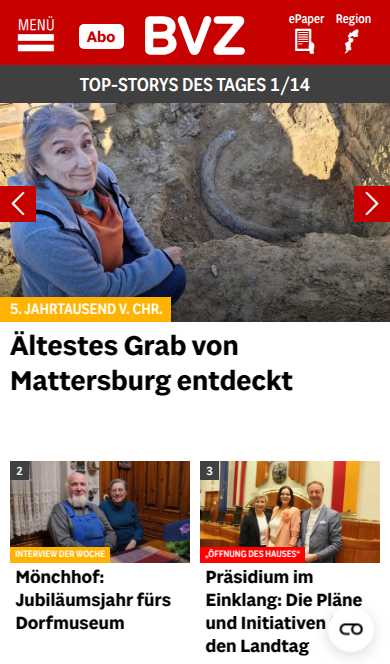 MENÜ
Abo
BVZ
ePaper
Region
TOP-STORYS DES TAGES 1/14
5. JAHRTAUSEND V. CHR.
Ältestes Grab von
Mattersburg entdeckt
2
INTERVIEW DER WOCHE
Mönchhof:
Jubiläumsjahr fürs
Dorfmuseum
3
„ÖFFNUNG DES HAUSES“
Präsidium im
Einklang: Die Pläne
und Initiativen
den Landtag